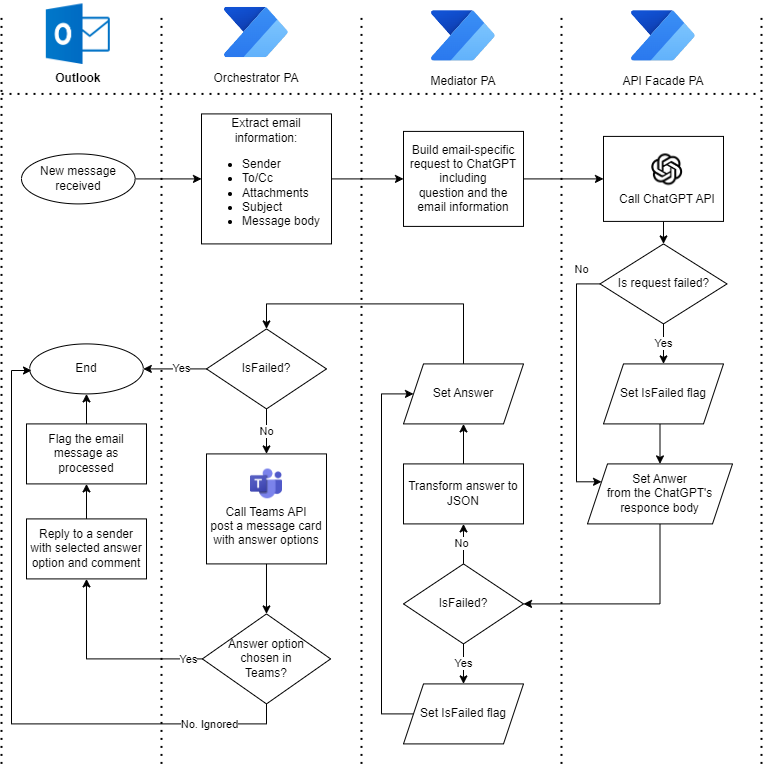 Outlook
Orchestrator PA
Mediator PA
API Facade PA
New message
received
Extract email
information:
• Sender
• To/Cc
• Attachments
• Subject
• Message body
Build email-specific
request to ChatGPT
including
question and the
email information
Call ChatGPT API
Is request failed?
No
Yes
Set IsFailed flag
Set Anwer
from the ChatGPT's
responce body
IsFailed?
No
Yes
Set IsFailed flag
Transform answer to
JSON
Set Answer
IsFailed?
Yes
No
Call Teams API
post a message card
with answer options
Answer option
chosen in
Teams?
Yes
No. Ignored
Reply to a sender
with selected answer
option and comment
Flag the email
message as
processed
End